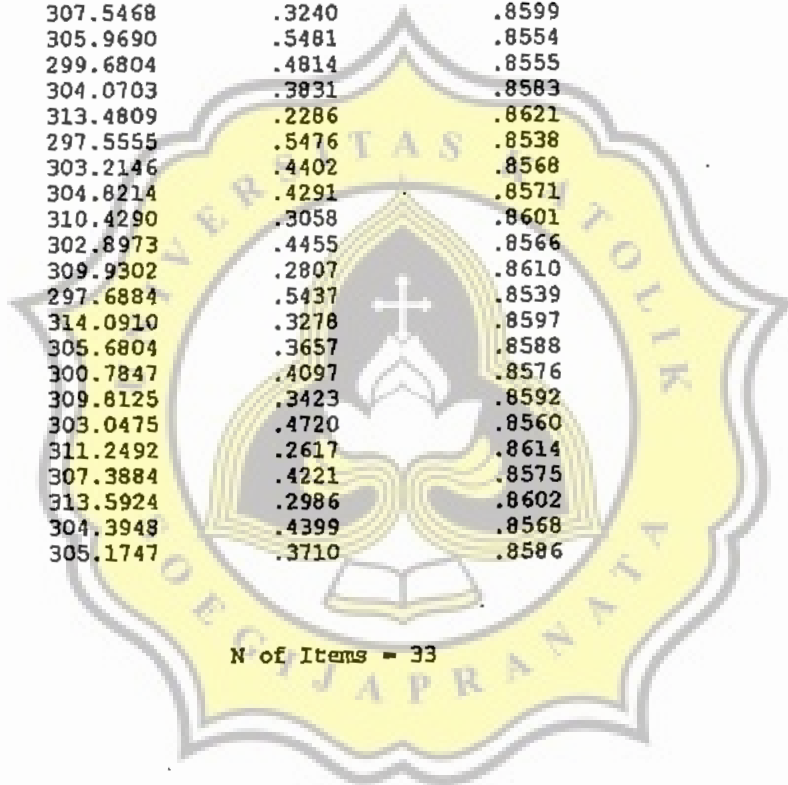 307.5468 .3240 .8599
305.9690 .5481 .8554
299.6804 .4814 .8555
304.0703 .3831 .8583
313.4809 .2286 .8621
297.5555 .5476 .8538
303.2146 .4402 .8568
304.8214 .4291 .8571
310.4290 .3058 .8601
302.8973 .4455 .8566
309.9302 .2807 .8610
297.6884 .5437 .8539
314.0910 .3278 .8597
305.6804 .3657 .8588
300.7847 .4097 .8576
309.8125 .3423 .8592
303.0475 .4720 .8560
311.2492 .2617 .8614
307.3884 .4221 .8575
313.5924 .2986 .8602
304.3948 .4399 .8568
305.1747 .3710 .8586
N of Items = 33
UNIVERSITAS KATOLIK
SOEGIJAPRANATA